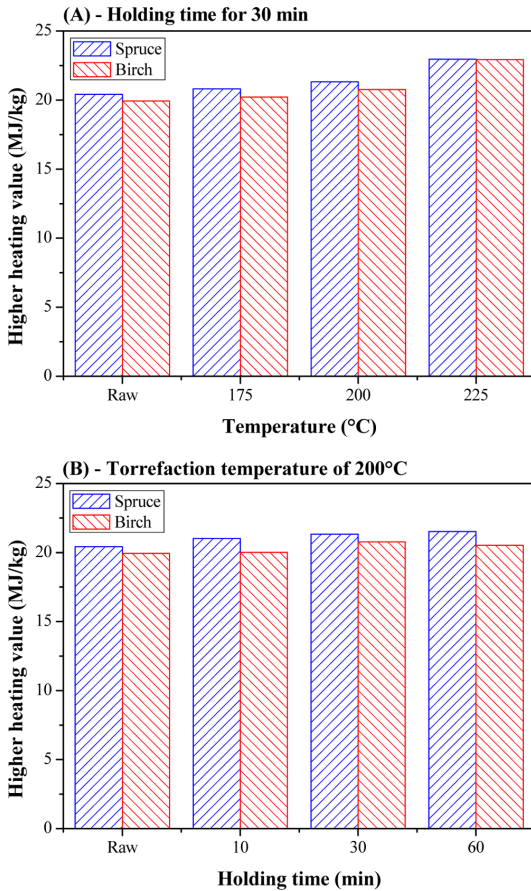 (A) - Holding time for 30 min
25
20
15
10
5
0
Higher heating value (MJ/kg)
Spruce
Birch
Raw 175 200 225
Temperature (°C)
(B) - Torrefaction temperature of 200°C
25
20
15
10
5
0
Higher heating value (MJ/kg)
Spruce
Birch
Raw 10 30 60
Holding time (min)